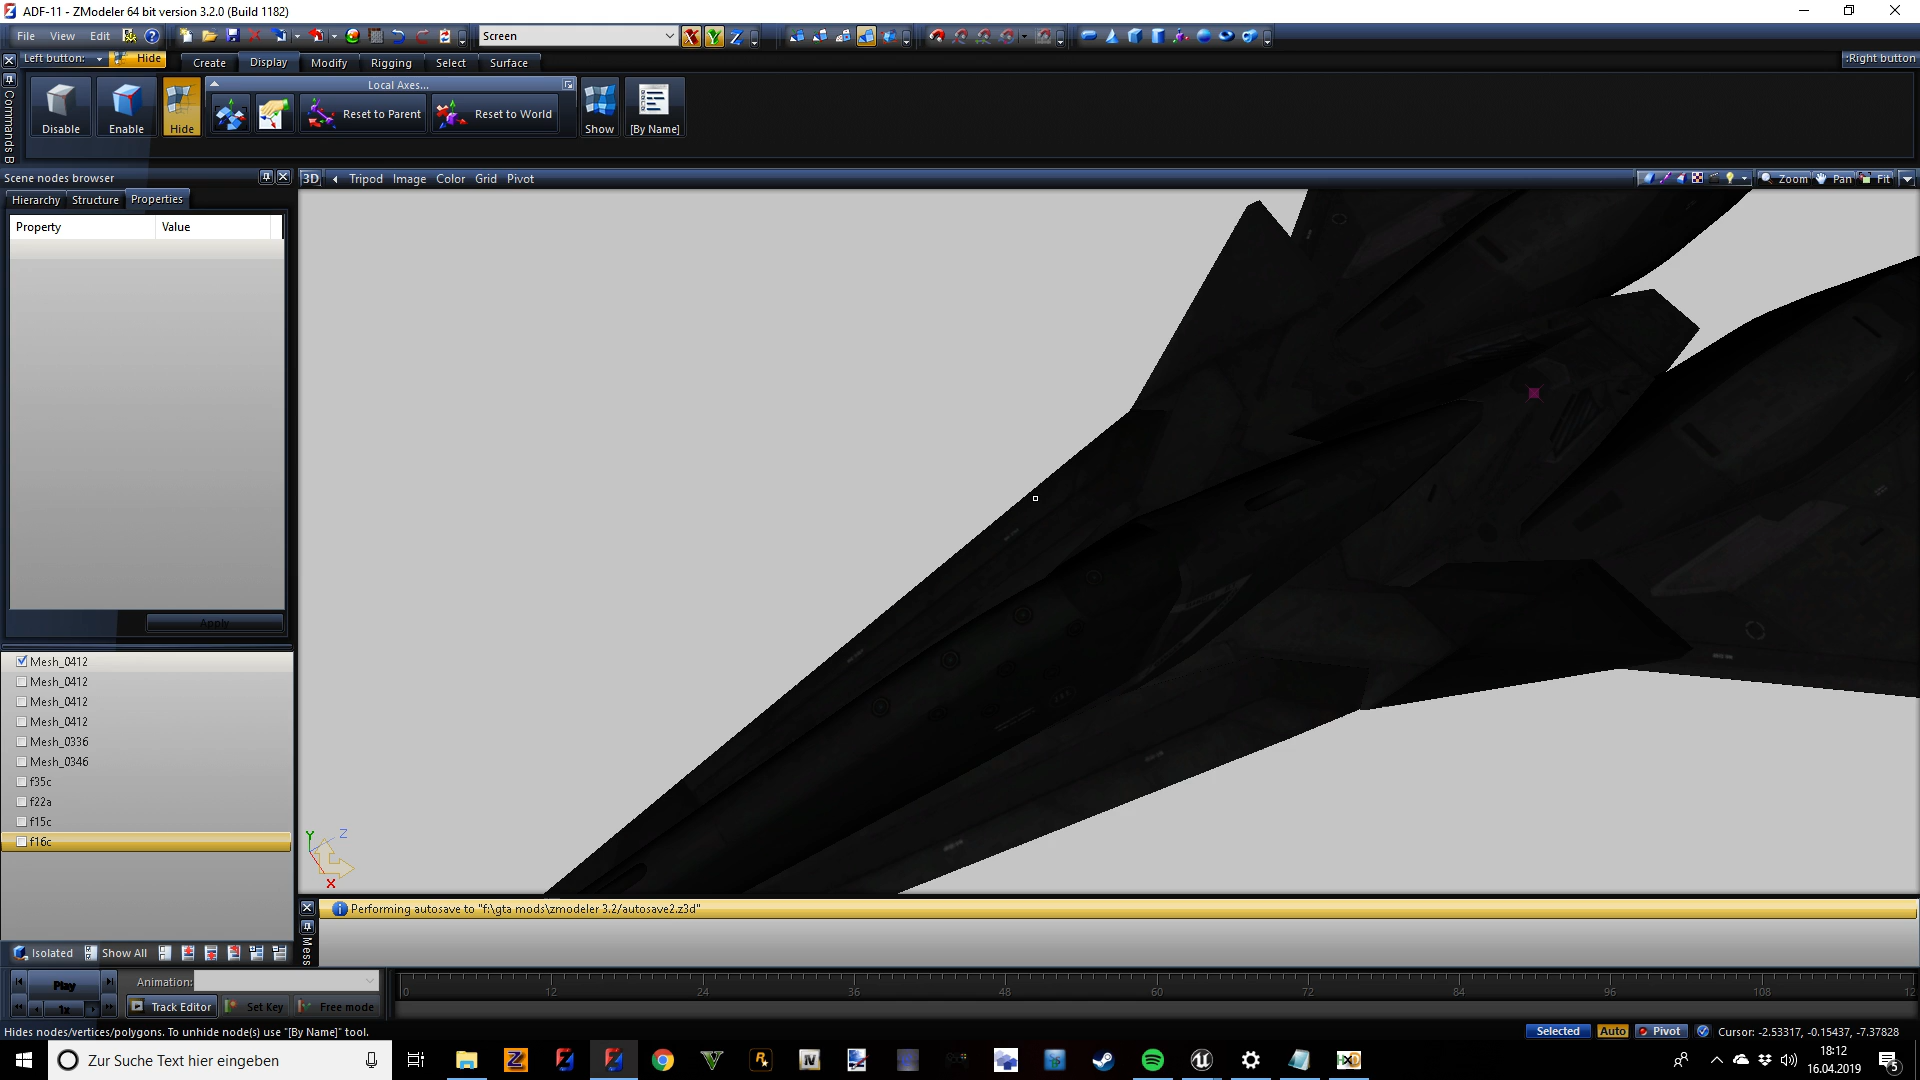 ADF-11 - ZModeler 64 bit version 3.2.0 (Build 1182)
File View Edit
Screen
Left button: Hide
Create Display Modify Rigging Select Surface
:Right button
Local Axes...
Disable Enable Hide
Reset to Parent Reset to World
Show [By Name]
Commands B
Scene nodes browser
3D Tripod Image Color Grid Pivot
Zoom Pan Fit
Hierarchy Structure Properties
Property Value
Apply
Mesh_0412
Mesh_0412
Mesh_0412
Mesh_0412
Mesh_0336
Mesh_0346
f35c
f22a
f15c
f16c
Y Z
X
Performing autosave to "f:\gta mods\zmodeler 3.2/autosave2.z3d"
Mess
Isolated Show All
Play
1x
Animation:
Track Editor Set Key Free mode
0 12 24 36 48 60 72 84 96 108 12
Hides nodes/vertices/polygons. To unhide node(s) use "[By Name]" tool.
Selected Auto Pivot Cursor: -2.53317, -0.15437, -7.37828
Zur Suche Text hier eingeben
18:12
16.04.2019
5